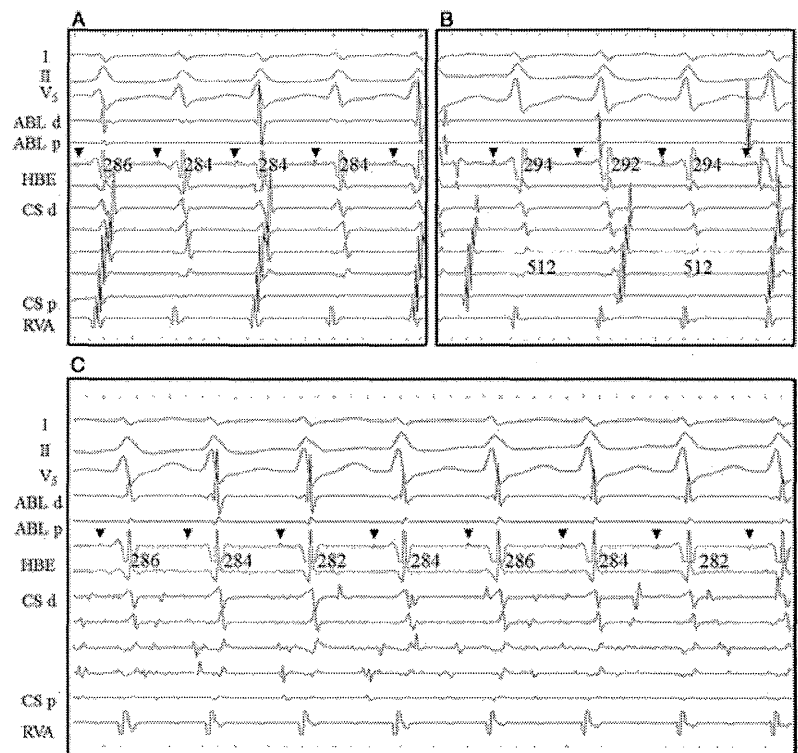 A
I
II
V5
ABL d
ABL p
HBE
CS d
CS p
RVA
286 284 284 284
B
294 292 294
512 512
C
I
II
V5
ABL d
ABL p
HBE
CS d
CS p
RVA
286 284 282 284 286 284 282